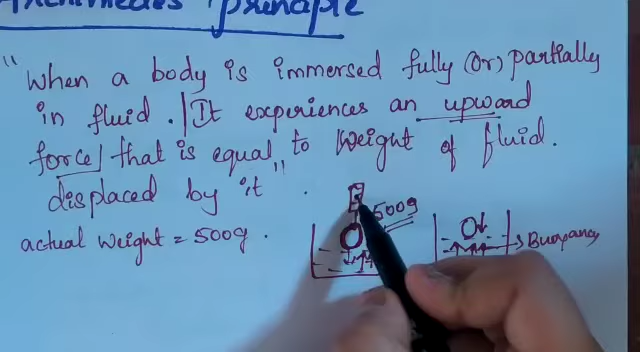 Archimedes' principle
"When a body is immersed fully (or) partially
in fluid. | It experiences an upward
force | that is equal to weight of fluid.
displaced by it" .
500g
actual weight = 500g .
Buoyancy